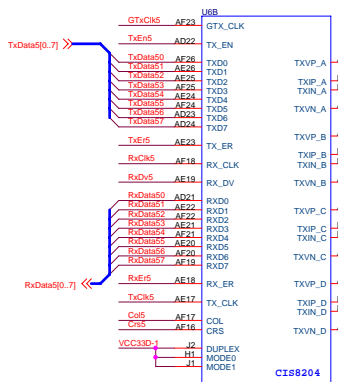 U6B
GTxClk5 AF23 GTX_CLK
TxEn5 AD22 TX_EN
TxData5[0..7]
TxData50 AF26 TXD0 TXVP_A
TxData51 AE26 TXD1
TxData52 AE25 TXD2 TXIP_A
TxData53 AF25 TXD3 TXIN_A
TxData54 AE24 TXD4
TxData55 AF24 TXD5 TXVN_A
TxData56 AD23 TXD6
TxData57 AD24 TXD7
TXVP_B
TxEr5 AE23 TX_ER
TXIP_B
RxClk5 AF18 RX_CLK TXIN_B
RxDv5 AE19 RX_DV TXVN_B
RxData50 AD21 RXD0
RxData51 AE22 RXD1 TXVP_C
RxData52 AF22 RXD2
RxData53 AE21 RXD3 TXIP_C
RxData54 AF21 RXD4 TXIN_C
RxData55 AE20 RXD5
RxData56 AF20 RXD6 TXVN_C
RxData57 AF19 RXD7
RxData5[0..7]
RxEr5 AE18 RX_ER TXVP_D
TxClk5 AE17 TX_CLK TXIP_D
TXIN_D
Col5 AF17 COL
Crs5 AF16 CRS TXVN_D
VCC33D-1 J2 DUPLEX
H1 MODE0
J1 MODE1
CIS8204